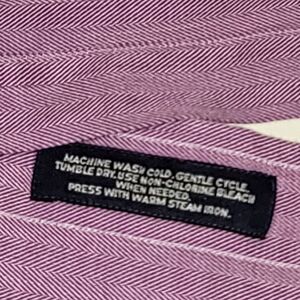 MACHINE WASH COLD. GENTLE CYCLE.
TUMBLE DRY. USE NON-CHLORINE BLEACH
WHEN NEEDED.
PRESS WITH WARM STEAM IRON.